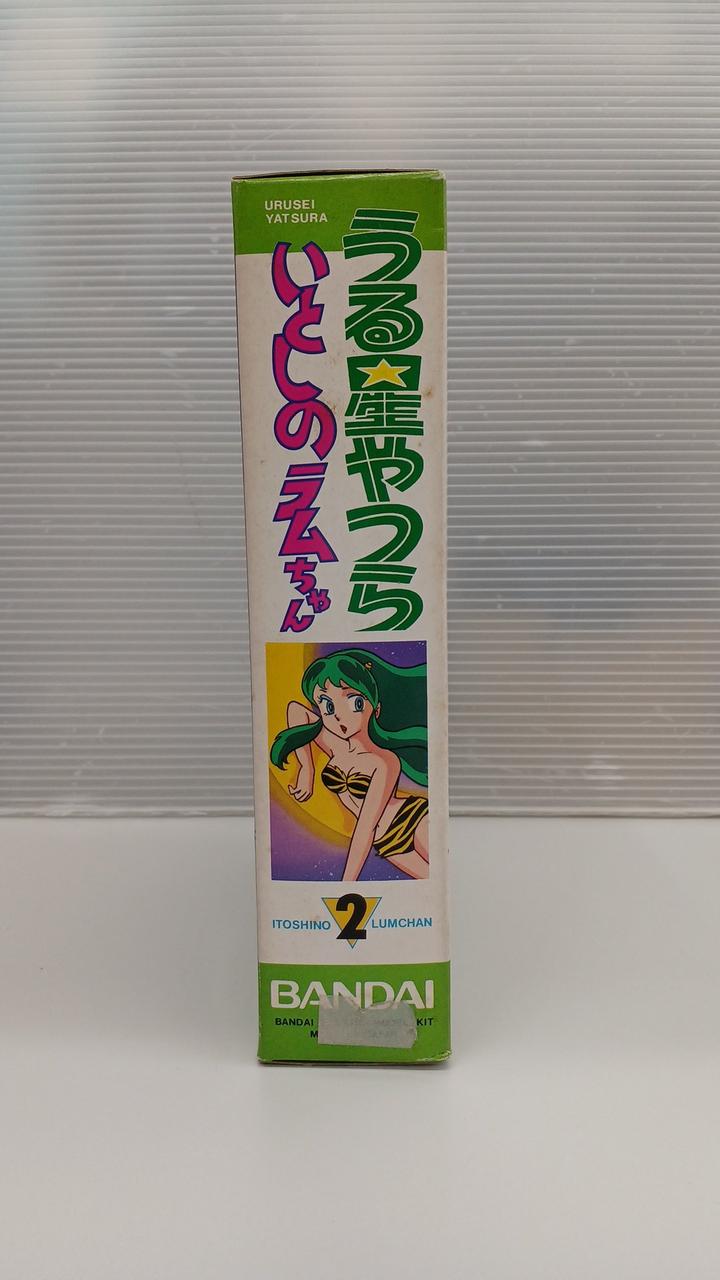 URUSEI
YATSURA
うる星やつら
いとしのラムちゃん
ITOSHINO 2 LUMCHAN
BANDAI
BANDAI KIT